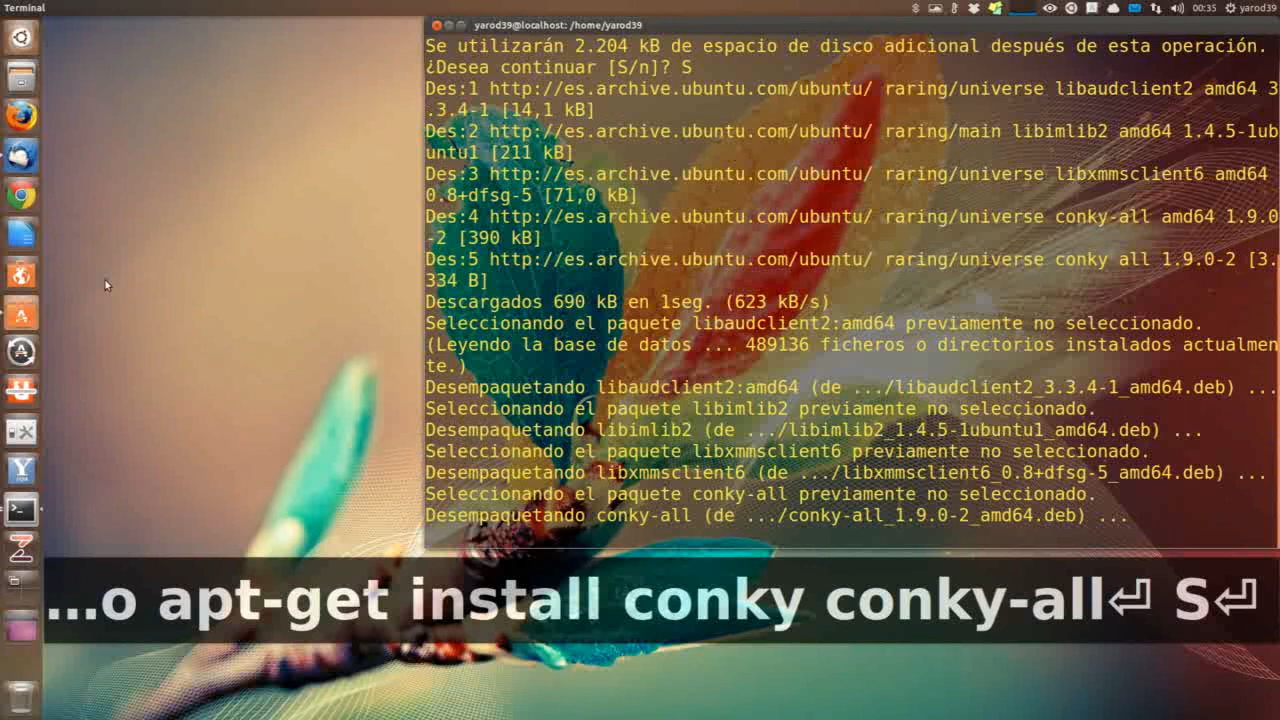 Terminal
00:35
yarod39
yarod39@localhost: /home/yarod39
Se utilizarán 2.204 kB de espacio de disco adicional después de esta operación.
¿Desea continuar [S/n]? S
Des:1 http://es.archive.ubuntu.com/ubuntu/ raring/universe libaudclient2 amd64 3
.3.4-1 [14,1 kB]
Des:2 http://es.archive.ubuntu.com/ubuntu/ raring/main libimlib2 amd64 1.4.5-1ub
untu1 [211 kB]
Des:3 http://es.archive.ubuntu.com/ubuntu/ raring/universe libxmmsclient6 amd64
0.8+dfsg-5 [71,0 kB]
Des:4 http://es.archive.ubuntu.com/ubuntu/ raring/universe conky-all amd64 1.9.0
-2 [390 kB]
Des:5 http://es.archive.ubuntu.com/ubuntu/ raring/universe conky all 1.9.0-2 [3.
334 B]
Descargados 690 kB en 1seg. (623 kB/s)
Seleccionando el paquete libaudclient2:amd64 previamente no seleccionado.
(Leyendo la base de datos ... 489136 ficheros o directorios instalados actualmen
te.)
Desempaquetando libaudclient2:amd64 (de .../libaudclient2_3.3.4-1_amd64.deb) ...
Seleccionando el paquete libimlib2 previamente no seleccionado.
Desempaquetando libimlib2 (de .../libimlib2_1.4.5-1ubuntu1_amd64.deb) ...
Seleccionando el paquete libxmmsclient6 previamente no seleccionado.
Desempaquetando libxmmsclient6 (de .../libxmmsclient6_0.8+dfsg-5_amd64.deb) ...
Seleccionando el paquete conky-all previamente no seleccionado.
Desempaquetando conky-all (de .../conky-all_1.9.0-2_amd64.deb) ...
...o apt-get install conky conky-all⏎ S⏎